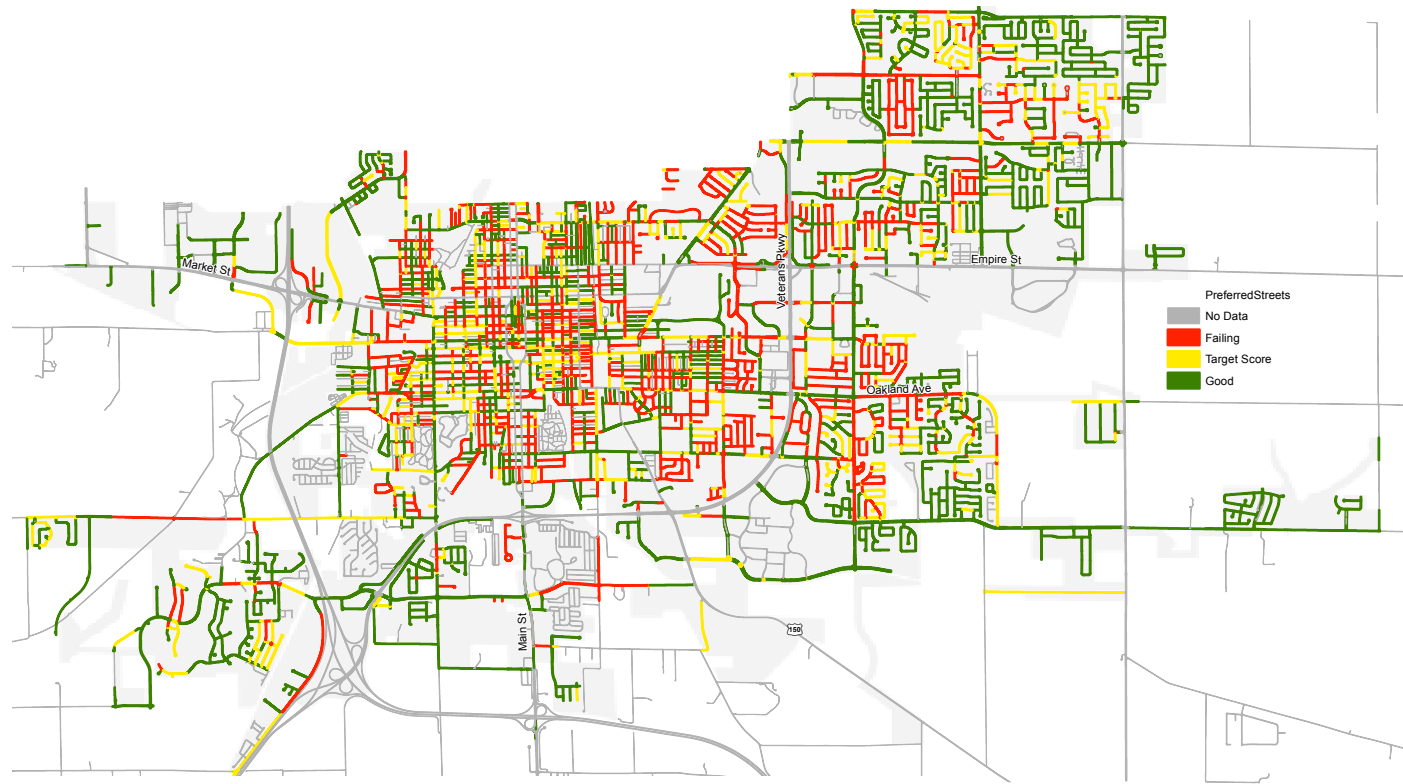 Market St
Veterans Pkwy
Empire St
PreferredStreets
No Data
Failing
Target Score
Good
Oakland Ave
Main St
150